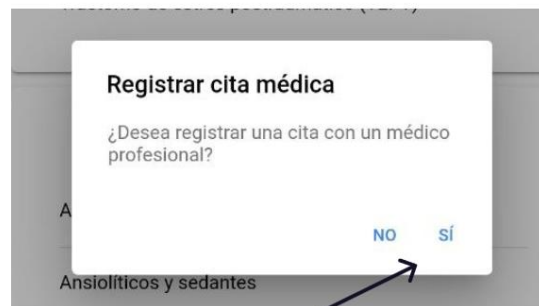 Registrar cita médica
¿Desea registrar una cita con un médico
profesional?
A
NO SÍ
Ansiolíticos y sedantes